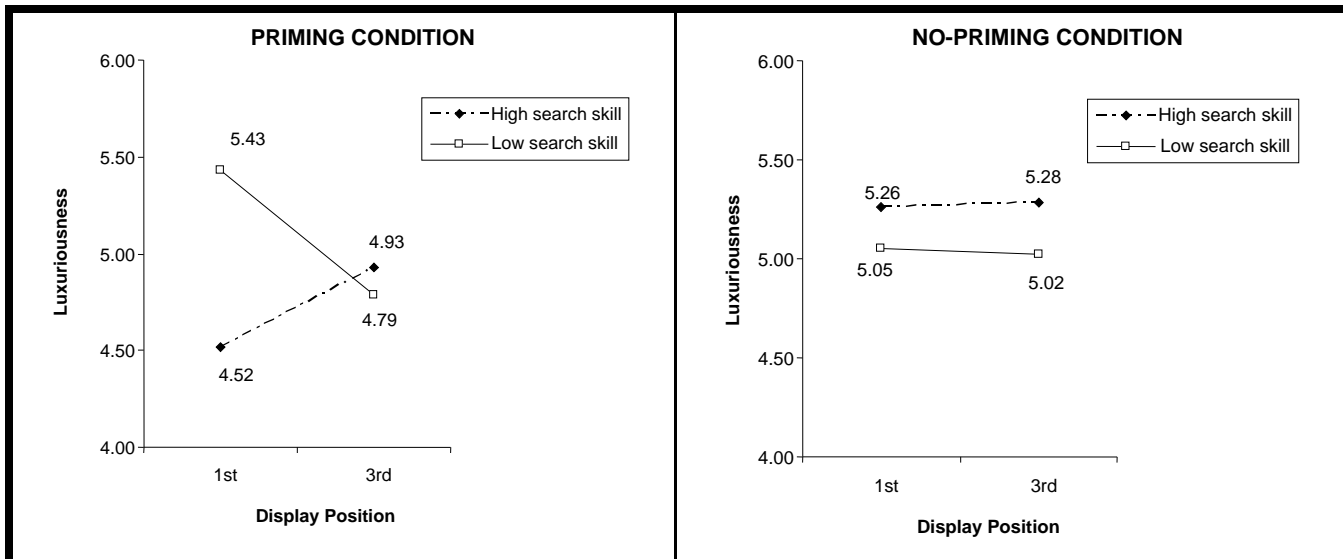 PRIMING CONDITION
6.00
5.50
5.00
4.50
4.00
Luxuriousness
High search skill
Low search skill
5.43
4.93
4.79
4.52
1st
3rd
Display Position
NO-PRIMING CONDITION
6.00
5.50
5.00
4.50
4.00
Luxuriousness
High search skill
Low search skill
5.26
5.28
5.05
5.02
1st
3rd
Display Position